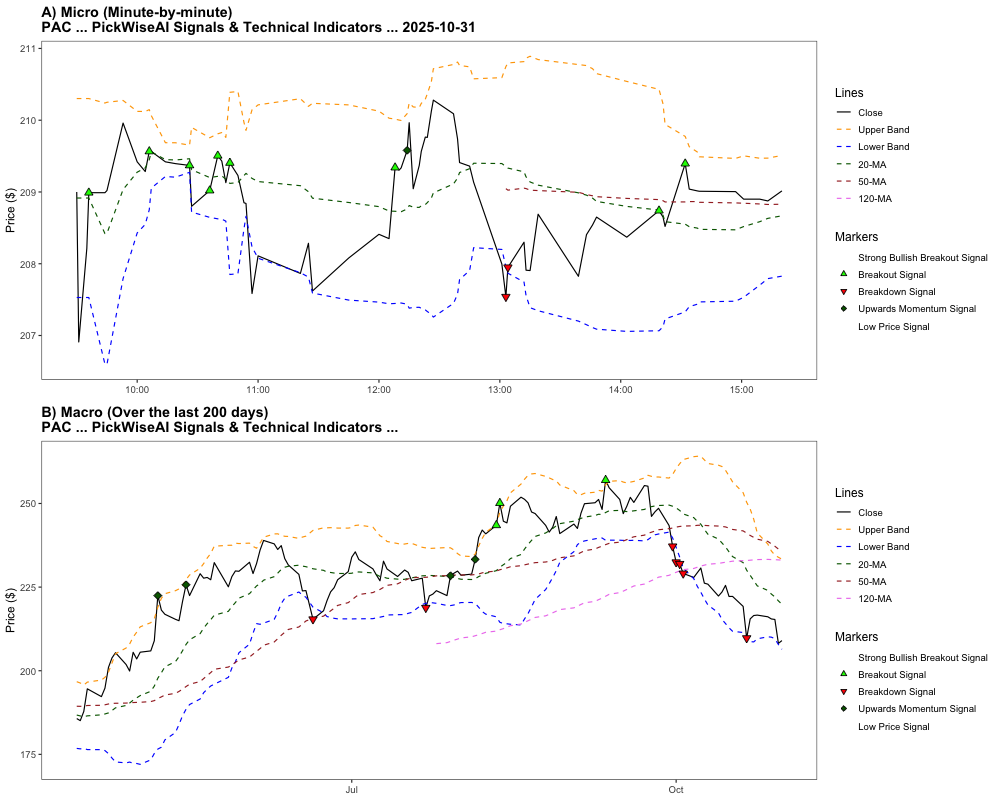 A) Micro (Minute-by-minute)
PAC ... PickWiseAI Signals & Technical Indicators ... 2025-10-31
211
210
209
208
207
Price ($)
10:00
11:00
12:00
13:00
14:00
15:00
Lines
Close
Upper Band
Lower Band
20-MA
50-MA
120-MA
Markers
Strong Bullish Breakout Signal
Breakout Signal
Breakdown Signal
Upwards Momentum Signal
Low Price Signal
B) Macro (Over the last 200 days)
PAC ... PickWiseAI Signals & Technical Indicators ...
250
225
200
175
Price ($)
Jul
Oct
Lines
Close
Upper Band
Lower Band
20-MA
50-MA
120-MA
Markers
Strong Bullish Breakout Signal
Breakout Signal
Breakdown Signal
Upwards Momentum Signal
Low Price Signal